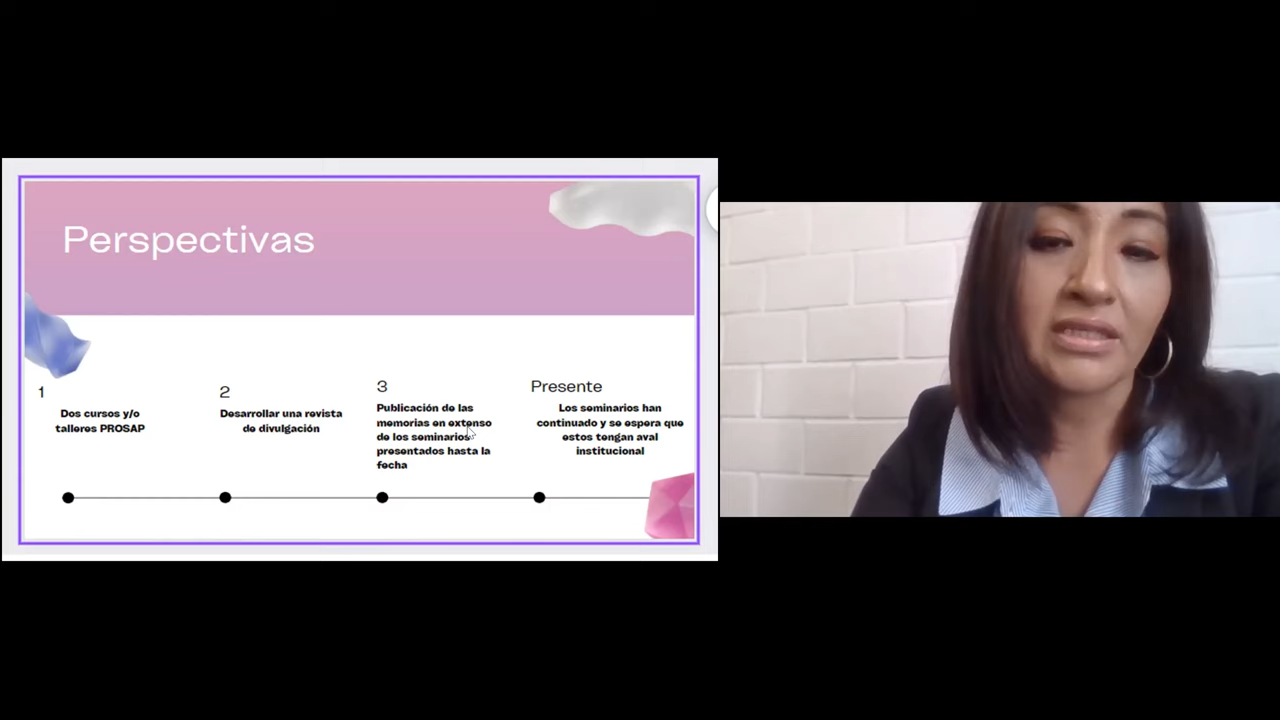 Perspectivas
1
Dos cursos y/o
talleres PROSAP
2
Desarrollar una revista
de divulgación
3
Publicación de las
memorias en extenso
de los seminarios
presentados hasta la
fecha
Presente
Los seminarios han
continuado y se espera que
estos tengan aval
institucional